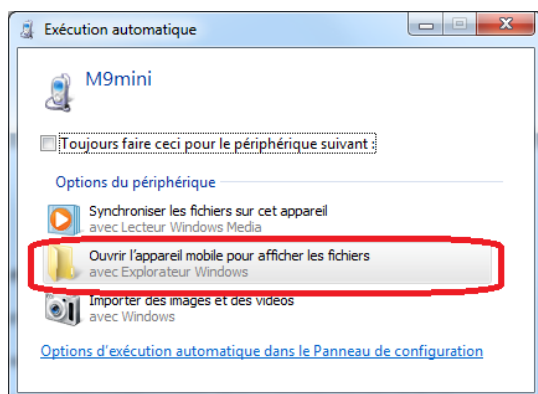 Exécution automatique
M9mini
Toujours faire ceci pour le périphérique suivant :
Options du périphérique
Synchroniser les fichiers sur cet appareil
avec Lecteur Windows Media
Ouvrir l'appareil mobile pour afficher les fichiers
avec Explorateur Windows
Importer des images et des vidéos
avec Windows
Options d'exécution automatique dans le Panneau de configuration